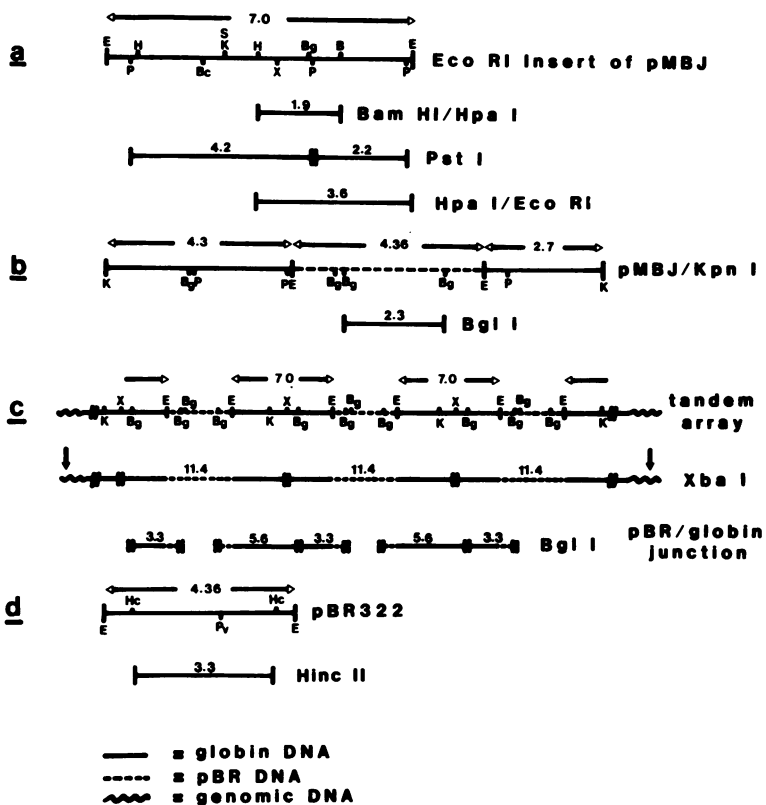 7.0
S
E H K H Bg B E
a P Bc X P P Eco RI insert of pMBJ
1.9 Bam HI/Hpa I
4.2 2.2 Pst I
3.6 Hpa I/Eco RI
4.3 4.36 2.7
b pMBJ/Kpn I
K BgP PE BgBg Bg E P K
2.3 Bgl I
7.0 7.0
X E Bg E X E Bg E X E Bg E
c tandem
K Bg Bg Bg K Bg Bg Bg K Bg Bg Bg K array
11.4 11.4 11.4 Xba I
3.3 5.6 3.3 5.6 3.3 Bgl I pBR/globin
junction
4.36
Hc Hc
d pBR322
E Pv E
3.3 Hinc II
= globin DNA
= pBR DNA
= genomic DNA